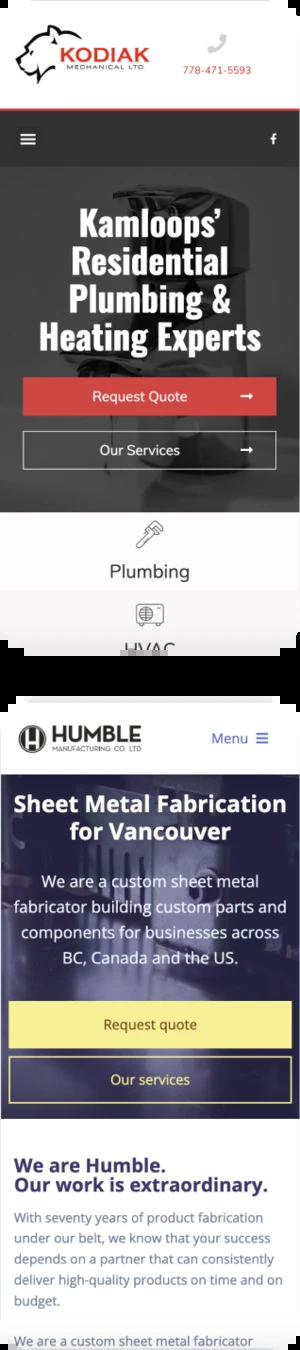 KODIAK
MECHANICAL LTD.
778-471-5593
Kamloops’
Residential
Plumbing &
Heating Experts
Request Quote
Our Services
Plumbing
HVAC
HUMBLE
MANUFACTURING CO. LTD
Menu
Sheet Metal Fabrication
for Vancouver
We are a custom sheet metal
fabricator building custom parts and
components for businesses across
BC, Canada and the US.
Request quote
Our services
We are Humble.
Our work is extraordinary.
With seventy years of product fabrication
under our belt, we know that your success
depends on a partner that can consistently
deliver high-quality products on time and on
budget.
We are a custom sheet metal fabricator